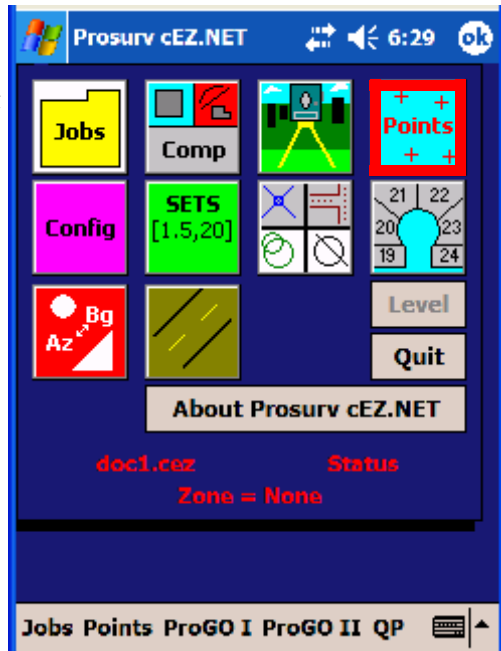 Prosurv cEZ.NET 6:29 ok
Jobs Comp Points
Config SETS 21 22
[1.5,20] 20 23
19 24
Bg Level
Az Quit
About Prosurv cEZ.NET
doc1.cez Status
Zone = None
Jobs Points ProGO I ProGO II QP